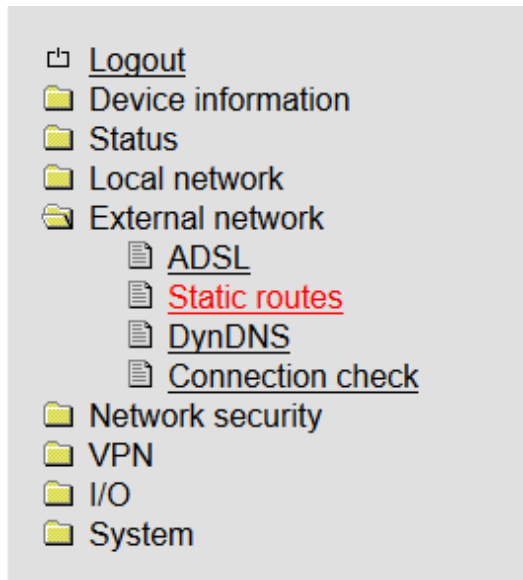 Logout
Device information
Status
Local network
External network
ADSL
Static routes
DynDNS
Connection check
Network security
VPN
I/O
System